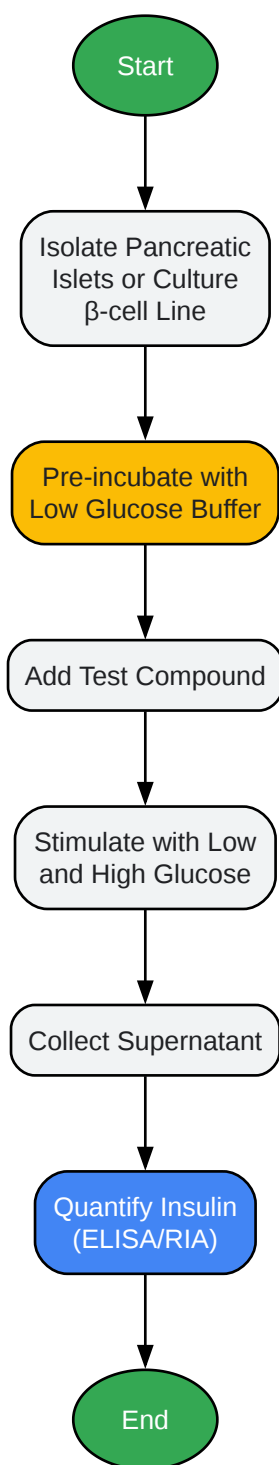 Start
Isolate Pancreatic
Islets or Culture
β-cell Line
Pre-incubate with
Low Glucose Buffer
Add Test Compound
Stimulate with Low
and High Glucose
Collect Supernatant
Quantify Insulin
(ELISA/RIA)
End